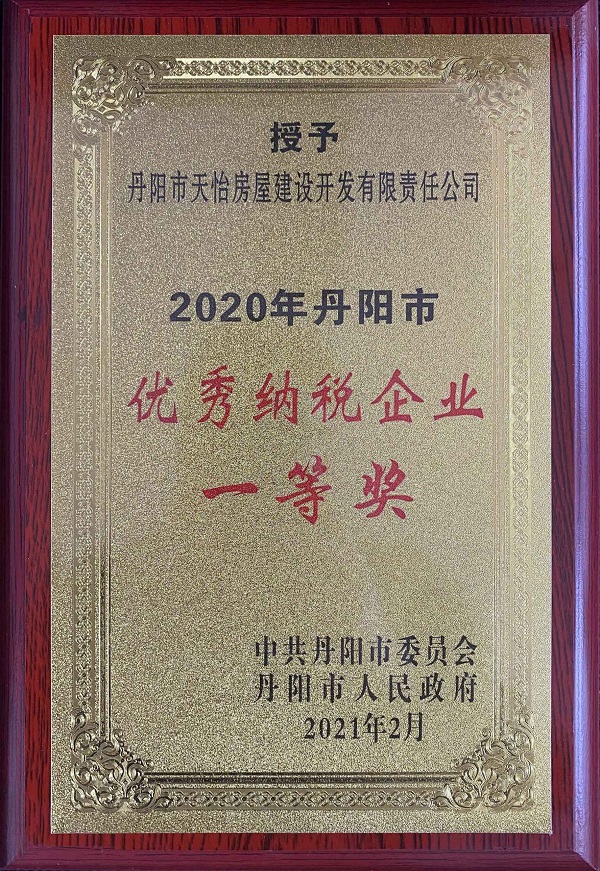 授予
丹阳市天怡房屋建设开发有限责任公司
2020年丹阳市
优秀纳税企业
一等奖
中共丹阳市委员会
丹阳市人民政府
2021年2月